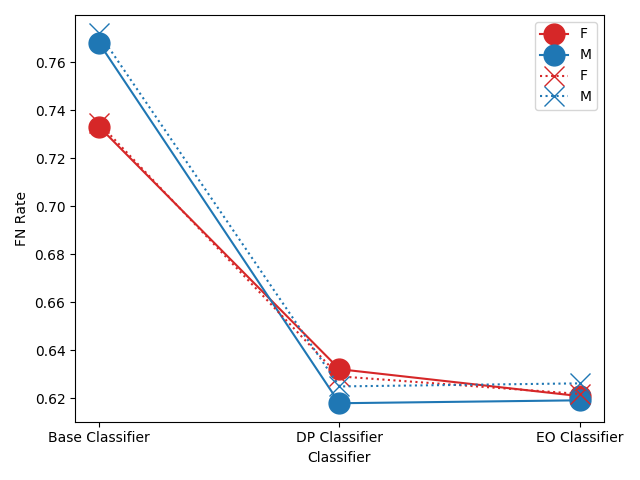 F
M
F
M
0.76
0.74
0.72
0.70
0.68
0.66
0.64
0.62
FN Rate
Base Classifier
DP Classifier
EO Classifier
Classifier